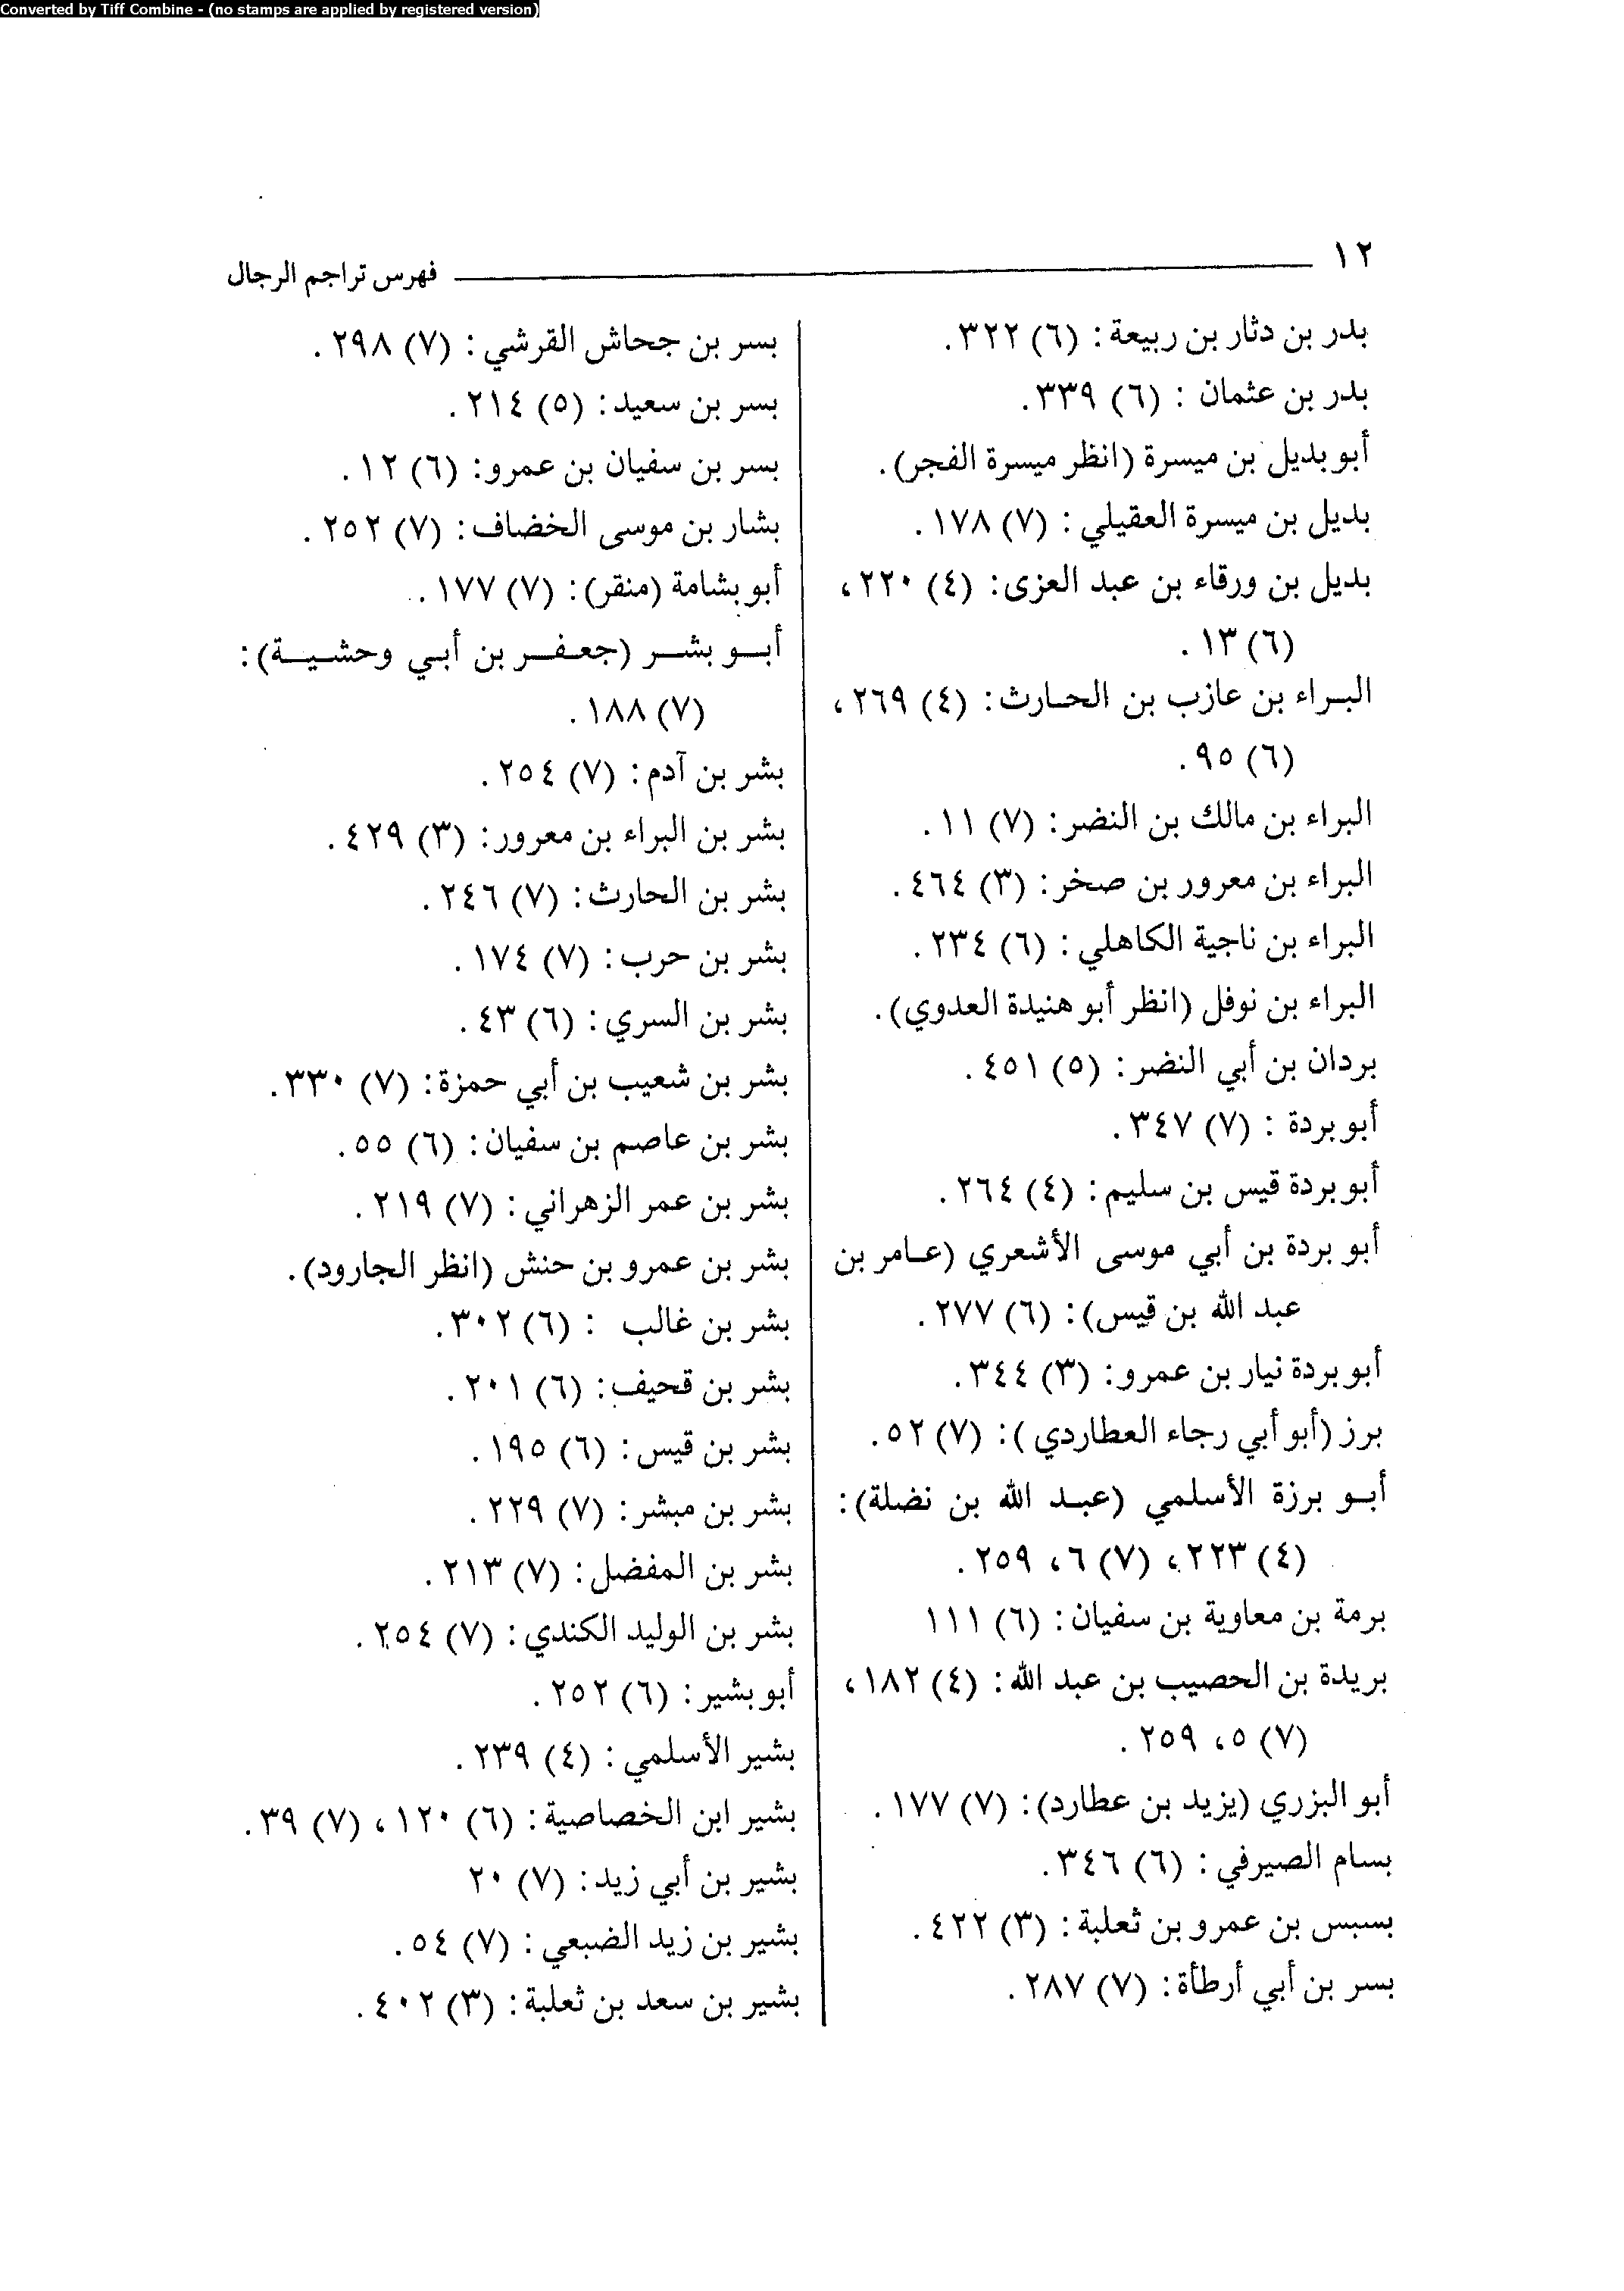 Converted by Tiff Combine - (no stamps are applied by registered version)
١٢
فهرس تراجم الرجال
بدر بن دثار بن ربيعة: (٦) ٣٢٢.
بدر بن عثمان : (٦) ٣٣٩.
أبو بديل بن ميسرة (انظر ميسرة الفجر).
بديل بن ميسرة العقيلي: (٧) ١٧٨.
بديل بن ورقاء بن عبد العزى: (٤) ٢٢٠،
(٦) ١٣.
البراء بن عازب بن الحارث: (٤) ٢٦٩،
(٦) ٩٥.
البراء بن مالك بن النضر: (٧) ١١.
البراء بن معرور بن صخر: (٣) ٤٦٤.
البراء بن ناجية الكاهلي: (٦) ٢٣٤.
البراء بن نوفل (انظر أبو هنيدة العدوي).
بردان بن أبي النضر: (٥) ٤٥١.
أبو بردة : (٧) ٣٤٧.
أبو بردة قيس بن سليم: (٤) ٢٦٤.
أبو بردة بن أبي موسى الأشعري (عامر بن
عبد الله بن قيس): (٦) ٢٧٧.
أبو بردة نيار بن عمرو: (٣) ٣٤٤.
برز (أبو أبي رجاء العطاردي): (٧) ٥٢.
أبو برزة الأسلمي (عبد الله بن نضلة):
(٤) ٢٢٣، (٧) ٦، ٢٥٩.
برمة بن معاوية بن سفيان: (٦) ١١١
بريدة بن الحصيب بن عبد الله: (٤) ١٨٢،
(٧) ٥، ٢٥٩.
أبو البزري (يزيد بن عطارد): (٧) ١٧٧.
بسام الصيرفي: (٦) ٣٤٦.
بسبس بن عمرو بن ثعلبة: (٣) ٤٢٢.
بسر بن أبي أرطأة: (٧) ٢٨٧.
بسر بن جحاش القرشي: (٧) ٢٩٨.
بسر بن سعيد: (٥) ٢١٤.
بسر بن سفيان بن عمرو: (٦) ١٢.
بشار بن موسى الخضاف: (٧) ٢٥٢.
أبو بشامة (منقر): (٧) ١٧٧.
أبو بشر (جعفر بن أبي وحشية):
(٧) ١٨٨.
بشر بن آدم: (٧) ٢٥٤.
بشر بن البراء بن معرور: (٣) ٤٢٩.
بشر بن الحارث: (٧) ٢٤٦.
بشر بن حرب: (٧) ١٧٤.
بشر بن السري: (٦) ٤٣.
بشر بن شعيب بن أبي حمزة: (٧) ٣٣٠.
بشر بن عاصم بن سفيان: (٦) ٥٥.
بشر بن عمر الزهراني: (٧) ٢١٩.
بشر بن عمرو بن حنش (انظر الجارود).
بشر بن غالب : (٦) ٣٠٢.
بشر بن قحيف: (٦) ٢٠١.
بشر بن قيس: (٦) ١٩٥.
بشر بن مبشر: (٧) ٢٢٩.
بشر بن المفضل: (٧) ٢١٣.
بشر بن الوليد الكندي: (٧) ٢٥٤.
أبو بشير: (٦) ٢٥٢.
بشير الأسلمي: (٤) ٢٣٩.
بشير ابن الخصاصية: (٦) ١٢٠، (٧) ٣٩.
بشير بن أبي زيد: (٧) ٢٠
بشير بن زيد الضبعي: (٧) ٥٤.
بشير بن سعد بن ثعلبة: (٣) ٤٠٢.